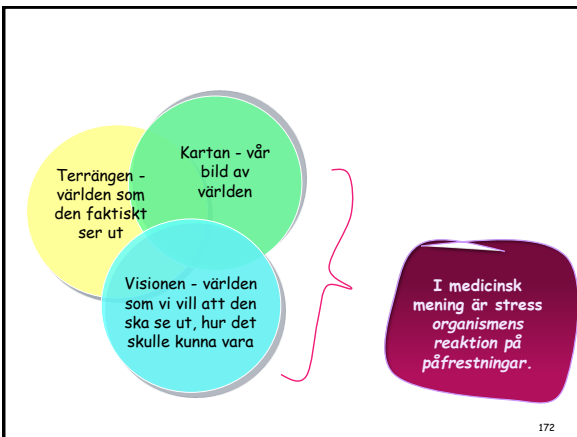 Terrängen -
världen som
den faktiskt
ser ut
Kartan - vår
bild av
världen
Visionen - världen
som vi vill att den
ska se ut, hur det
skulle kunna vara
I medicinsk
mening är stress
organismens
reaktion på
påfrestningar.
172